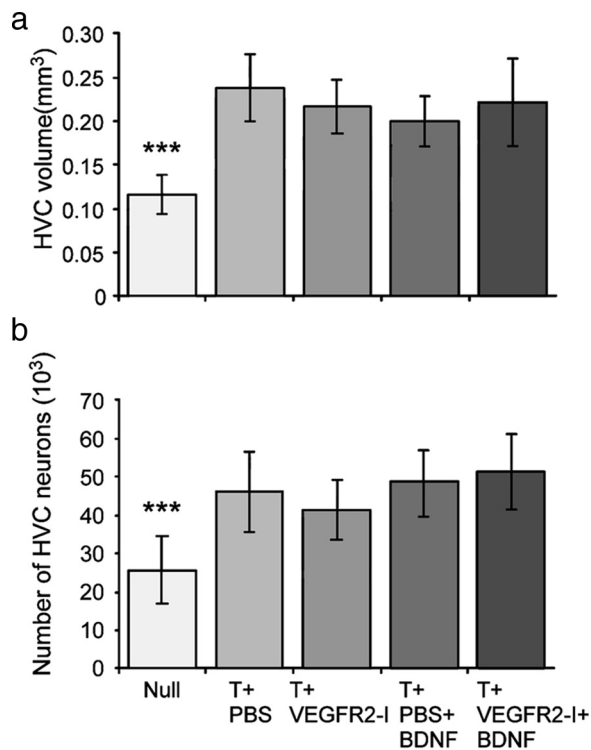 a
HVC volume(mm³)
0.30
0.25
0.20
0.15
0.10
0.05
0
***
b
Number of HVC neurons (10³)
70
60
50
40
30
20
10
0
***
Null
T+
PBS
T+
VEGFR2-I
T+
PBS+
BDNF
T+
VEGFR2-I+
BDNF